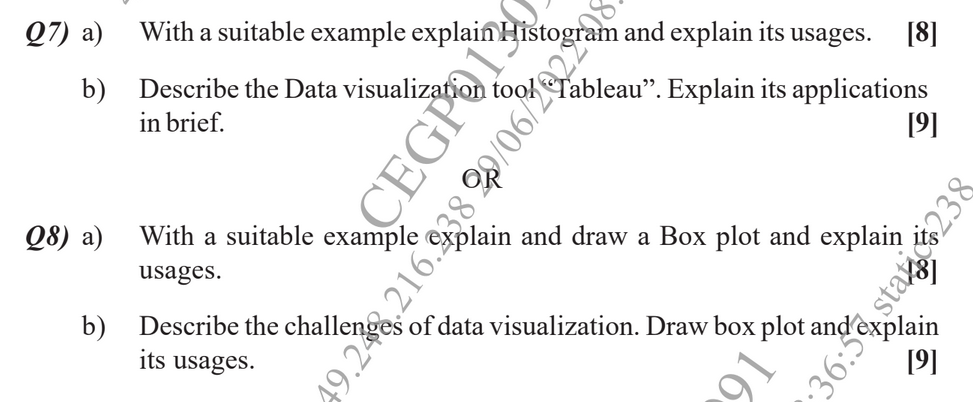 Q7) a) With a suitable example explain Histogram and explain its usages. [8]
b) Describe the Data visualization tool “Tableau”. Explain its applications
in brief. [9]
OR
Q8) a) With a suitable example explain and draw a Box plot and explain its
usages. [8]
b) Describe the challenges of data visualization. Draw box plot and explain
its usages. [9]
CEGP0130
49.248.216.238 29/06/2022 08:
91
:36:57 static-238